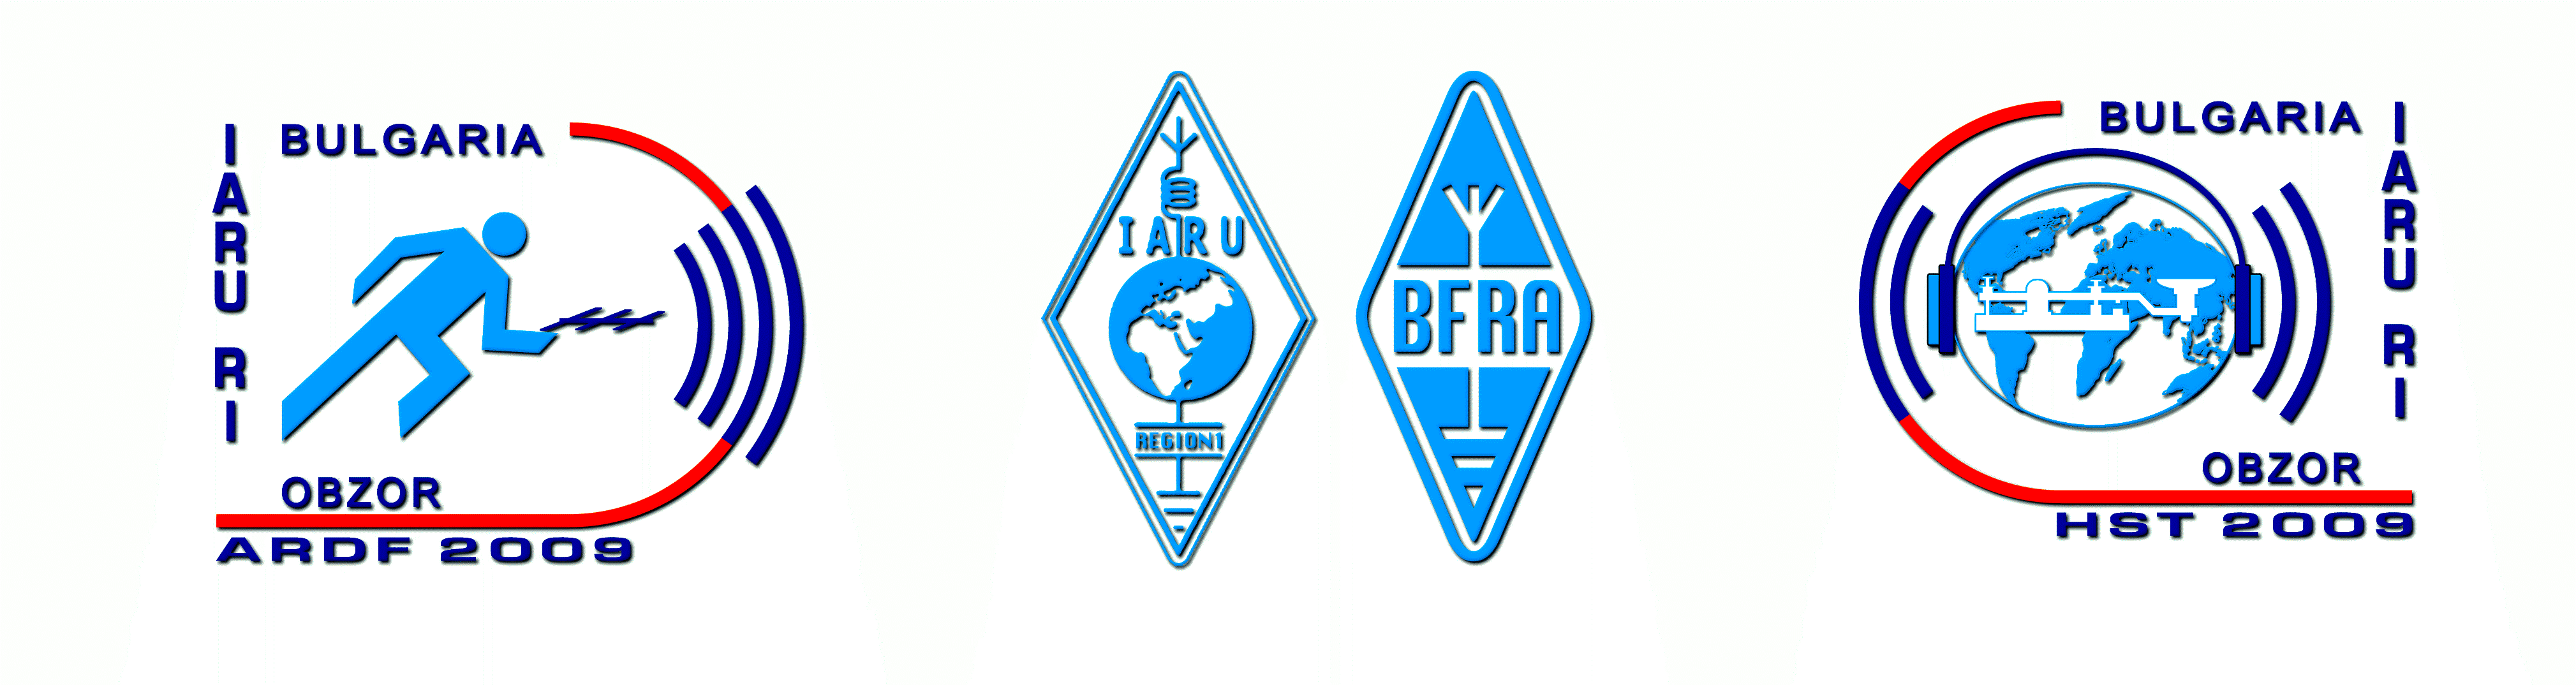 IARU RI
BULGARIA
OBZOR
ARDF 2009
IARU
REGION1
BFRA
BULGARIA
IARU RI
OBZOR
HST 2009